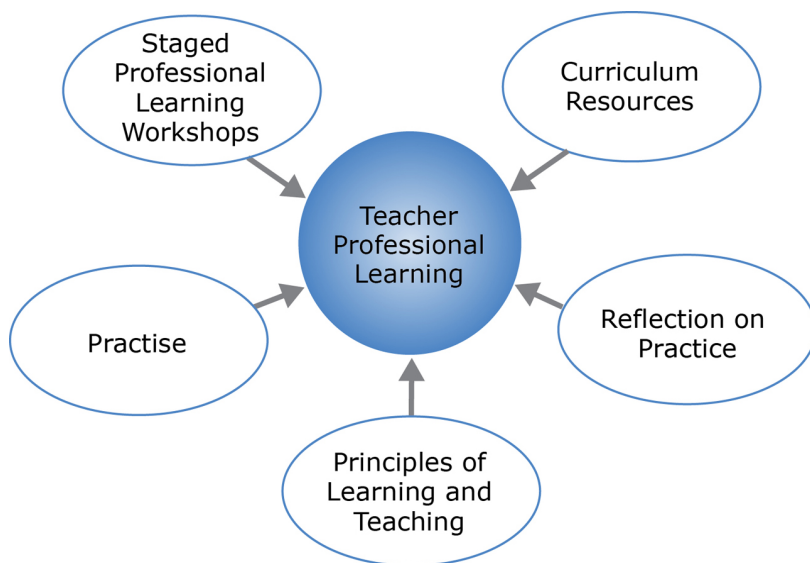 Staged
Professional
Learning
Workshops
Curriculum
Resources
Teacher
Professional
Learning
Practise
Reflection on
Practice
Principles of
Learning and
Teaching